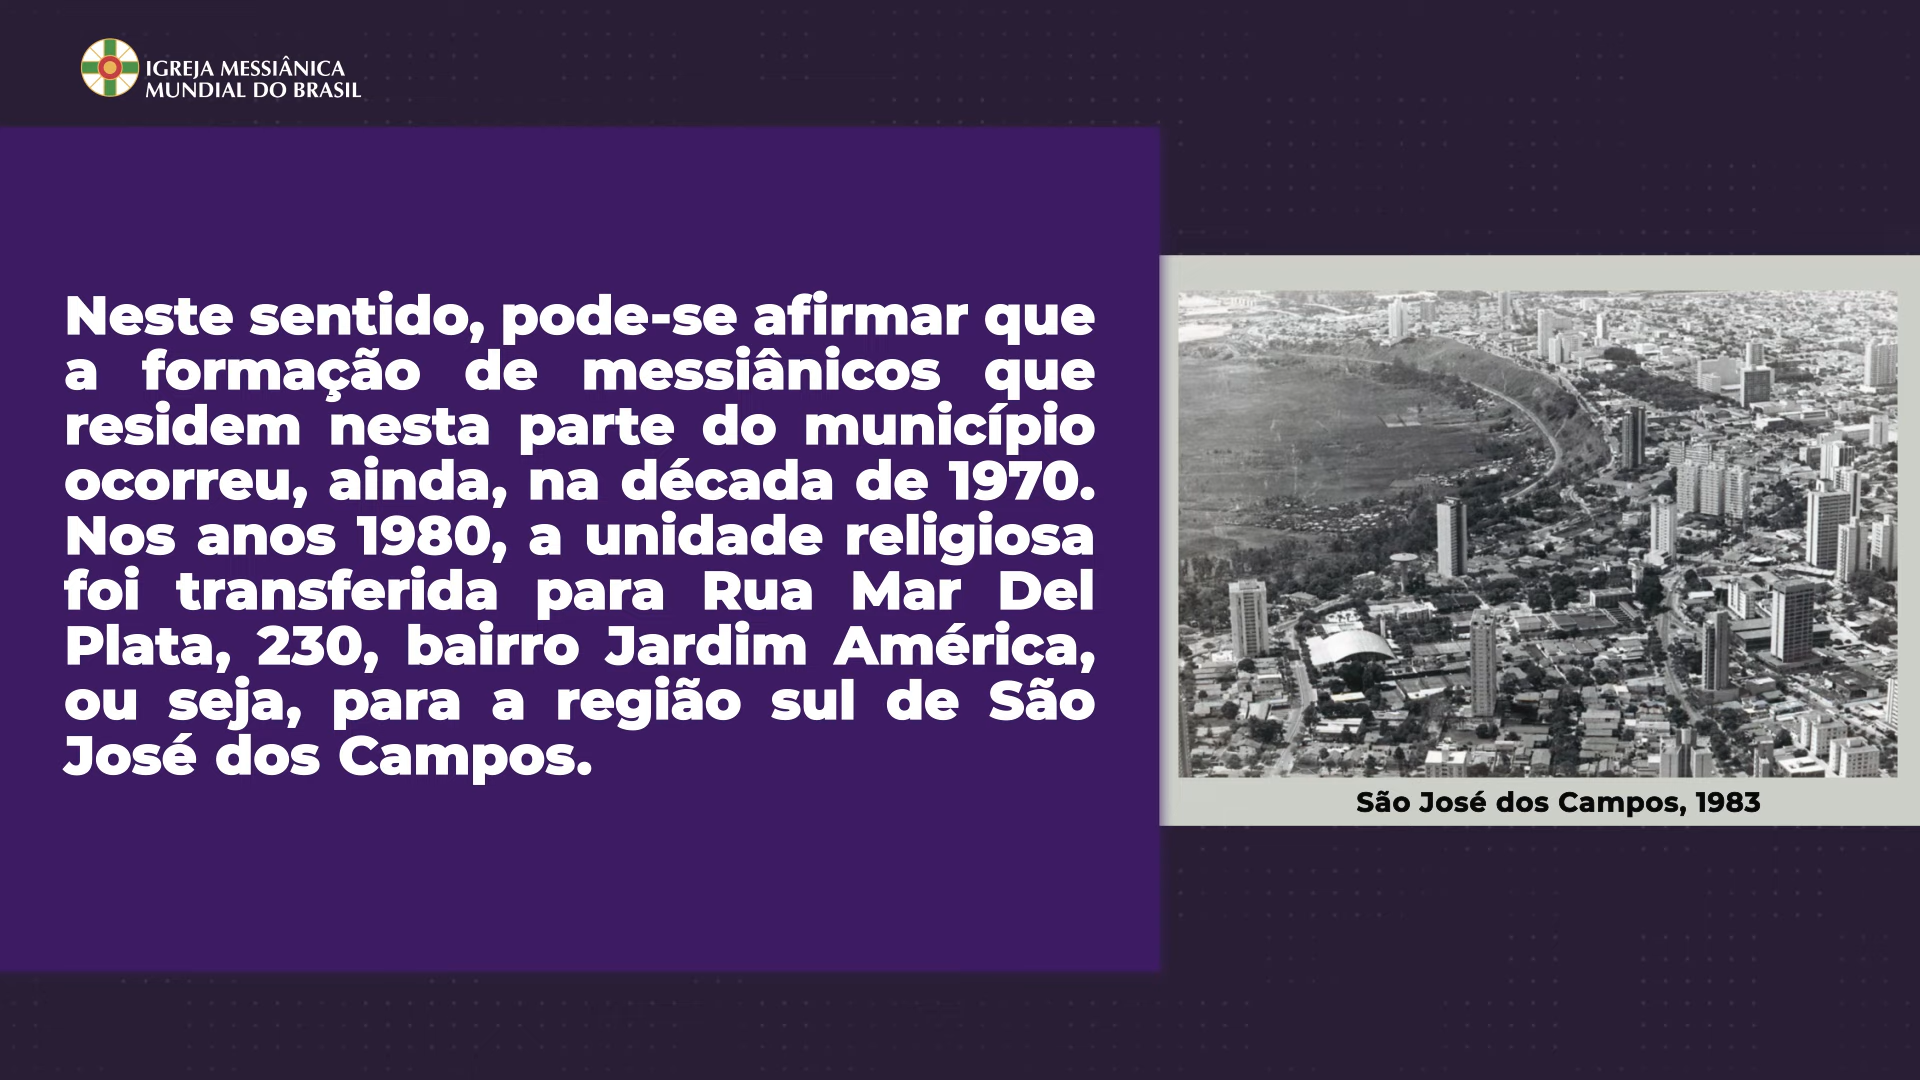 IGREJA MESSIÂNICA
MUNDIAL DO BRASIL
Neste sentido, pode-se afirmar que
a formação de messiânicos que
residem nesta parte do município
ocorreu, ainda, na década de 1970.
Nos anos 1980, a unidade religiosa
foi transferida para Rua Mar Del
Plata, 230, bairro Jardim América,
ou seja, para a região sul de São
José dos Campos.
São José dos Campos, 1983